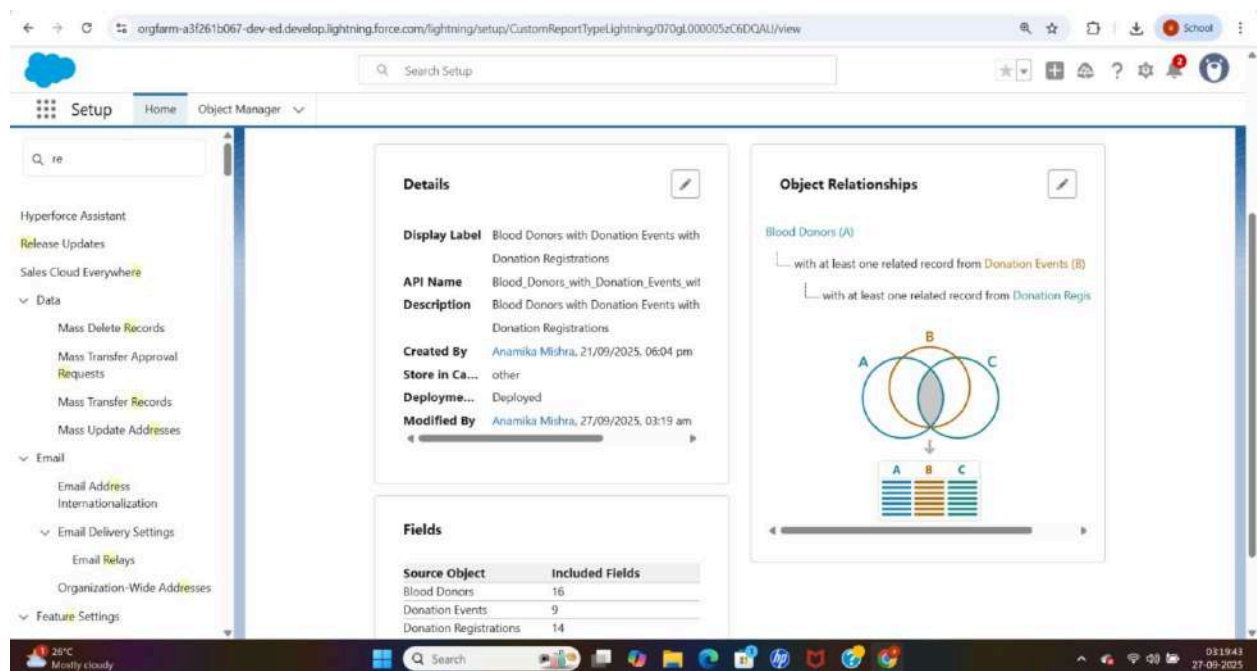 orgfarm-a3f261b067-dev-ed.develop.lightning.force.com/lightning/setup/CustomReportTypeLightning/070gL000005zC6DQAU/view
School
Search Setup
2
Setup
Home
Object Manager
re
Hyperforce Assistant
Release Updates
Sales Cloud Everywhere
Data
Mass Delete Records
Mass Transfer Approval
Requests
Mass Transfer Records
Mass Update Addresses
Email
Email Address
Internationalization
Email Delivery Settings
Email Relays
Organization-Wide Addresses
Feature Settings
Details
Display Label Blood Donors with Donation Events with
Donation Registrations
API Name Blood_Donors_with_Donation_Events_wit
Description Blood Donors with Donation Events with
Donation Registrations
Created By Anamika Mishra, 21/09/2025, 06:04 pm
Store in Ca... other
Deployme... Deployed
Modified By Anamika Mishra, 27/09/2025, 03:19 am
Fields
Source Object Included Fields
Blood Donors 16
Donation Events 9
Donation Registrations 14
Object Relationships
Blood Donors (A)
with at least one related record from Donation Events (B)
with at least one related record from Donation Regis
B
A C
A B C
1
26°C
Mostly cloudy
Search
03:19:43
27-09-2025